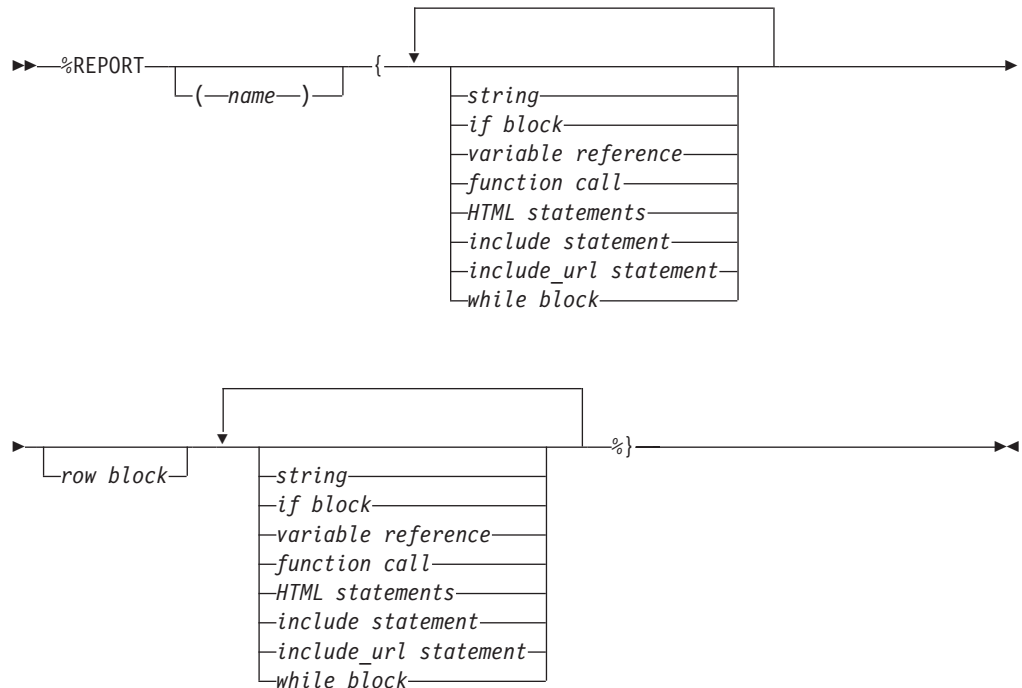 %REPORT {
( name )
string
if block
variable reference
function call
HTML statements
include statement
include_url statement
while block
%}
row block
string
if block
variable reference
function call
HTML statements
include statement
include_url statement
while block